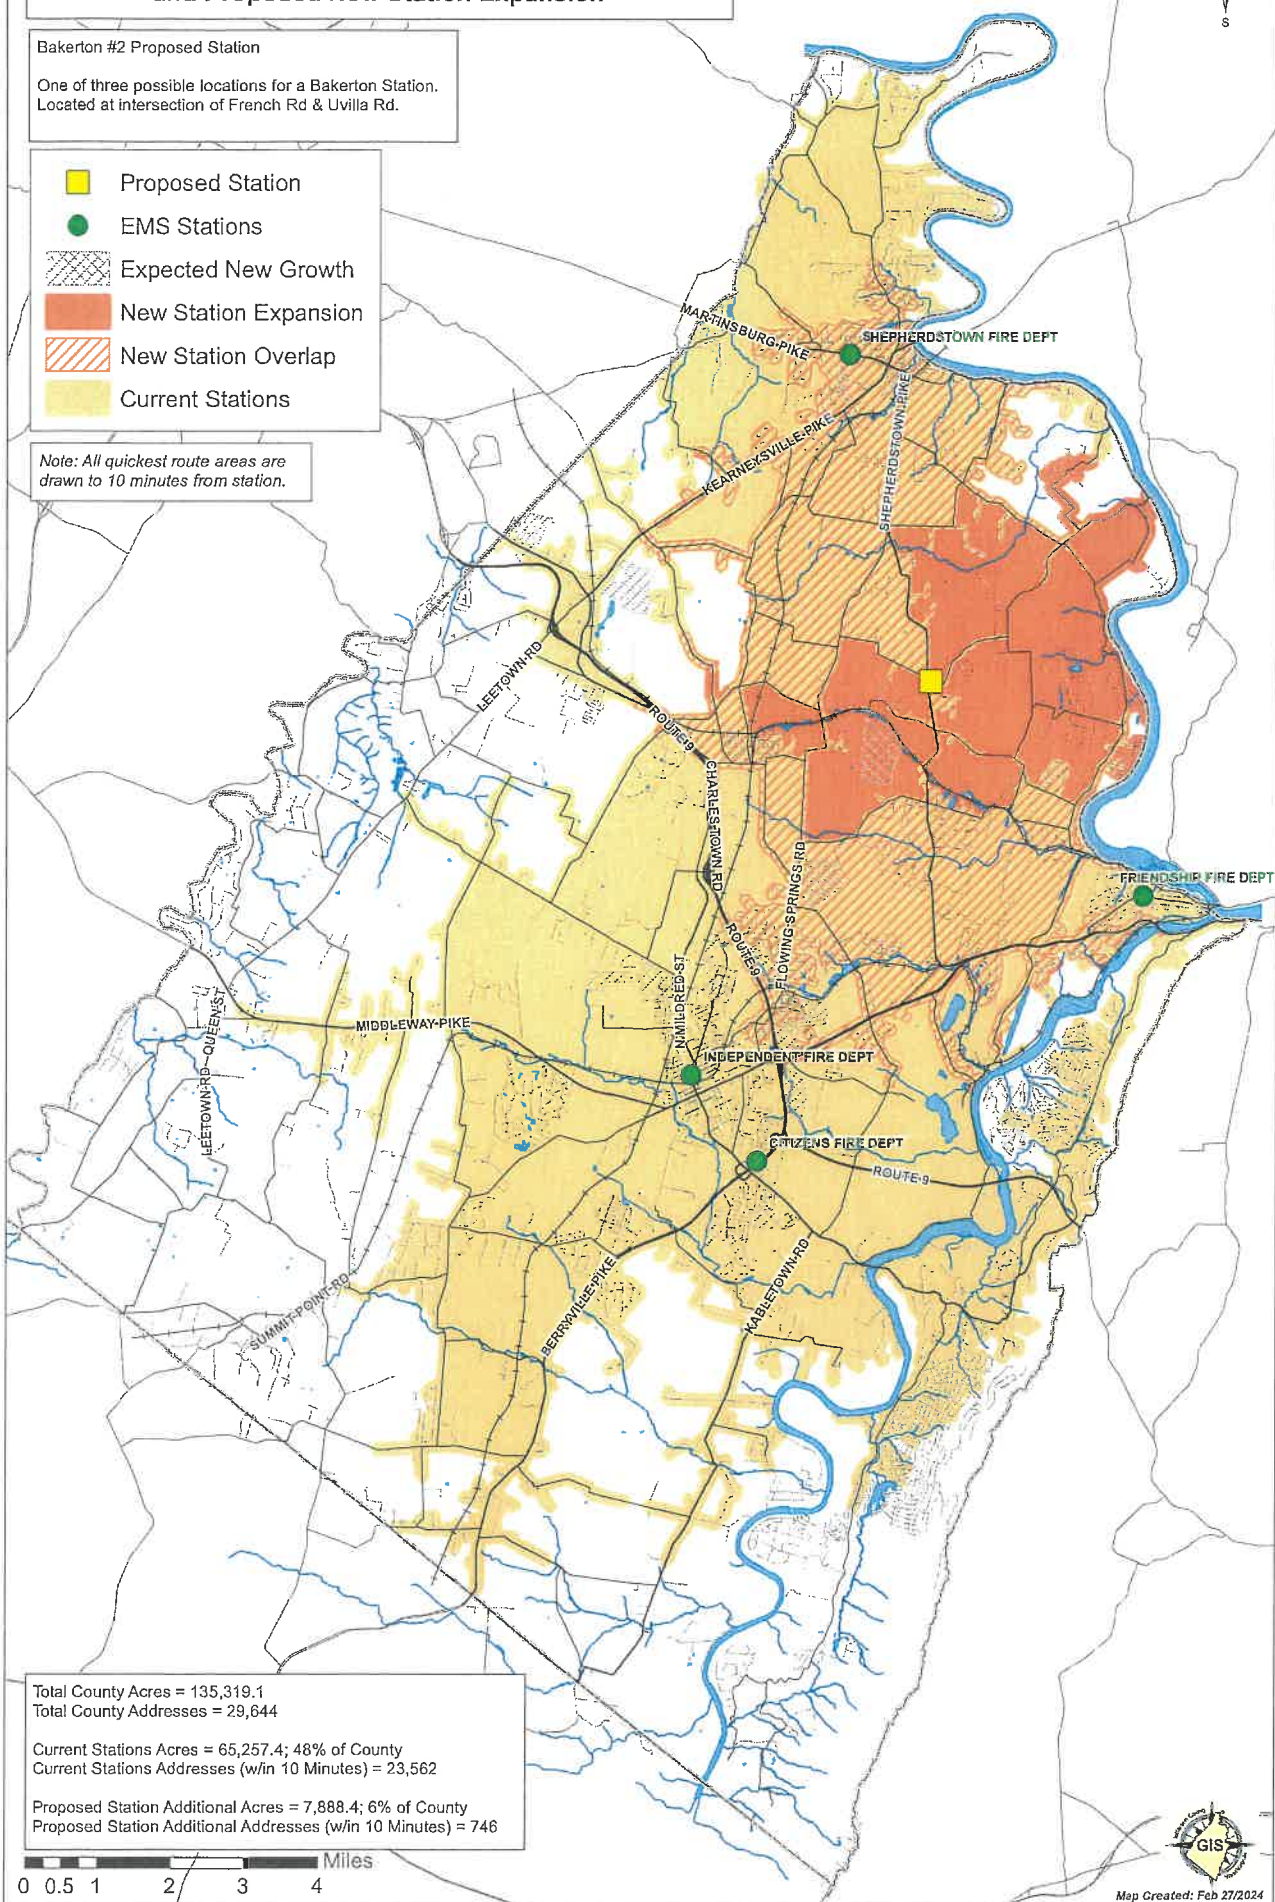 and Proposed New Station Expansion
S
Bakerton #2 Proposed Station
One of three possible locations for a Bakerton Station.
Located at intersection of French Rd & Uvilla Rd.
Proposed Station
EMS Stations
Expected New Growth
New Station Expansion
New Station Overlap
Current Stations
Note: All quickest route areas are
drawn to 10 minutes from station.
MARTINSBURG PIKE
SHEPHERDSTOWN FIRE DEPT
SHEPHERDSTOWN PIKE
KEARNEYSVILLE PIKE
LEETOWN RD
ROUTE 9
CHARLES TOWN RD
FLOWING SPRINGS RD
FRIENDSHIP FIRE DEPT
ROUTE 9
N MILDRED ST
LEETOWN RD - QUEEN ST
MIDDLEWAY PIKE
INDEPENDENT FIRE DEPT
CITIZENS FIRE DEPT
ROUTE 9
SUMMIT POINT RD
BERRYVILLE PIKE
KABLETOWN RD
Total County Acres = 135,319.1
Total County Addresses = 29,644
Current Stations Acres = 65,257.4; 48% of County
Current Stations Addresses (w/in 10 Minutes) = 23,562
Proposed Station Additional Acres = 7,888.4; 6% of County
Proposed Station Additional Addresses (w/in 10 Minutes) = 746
Miles
0 0.5 1 2 3 4
GIS
Map Created: Feb 27/2024